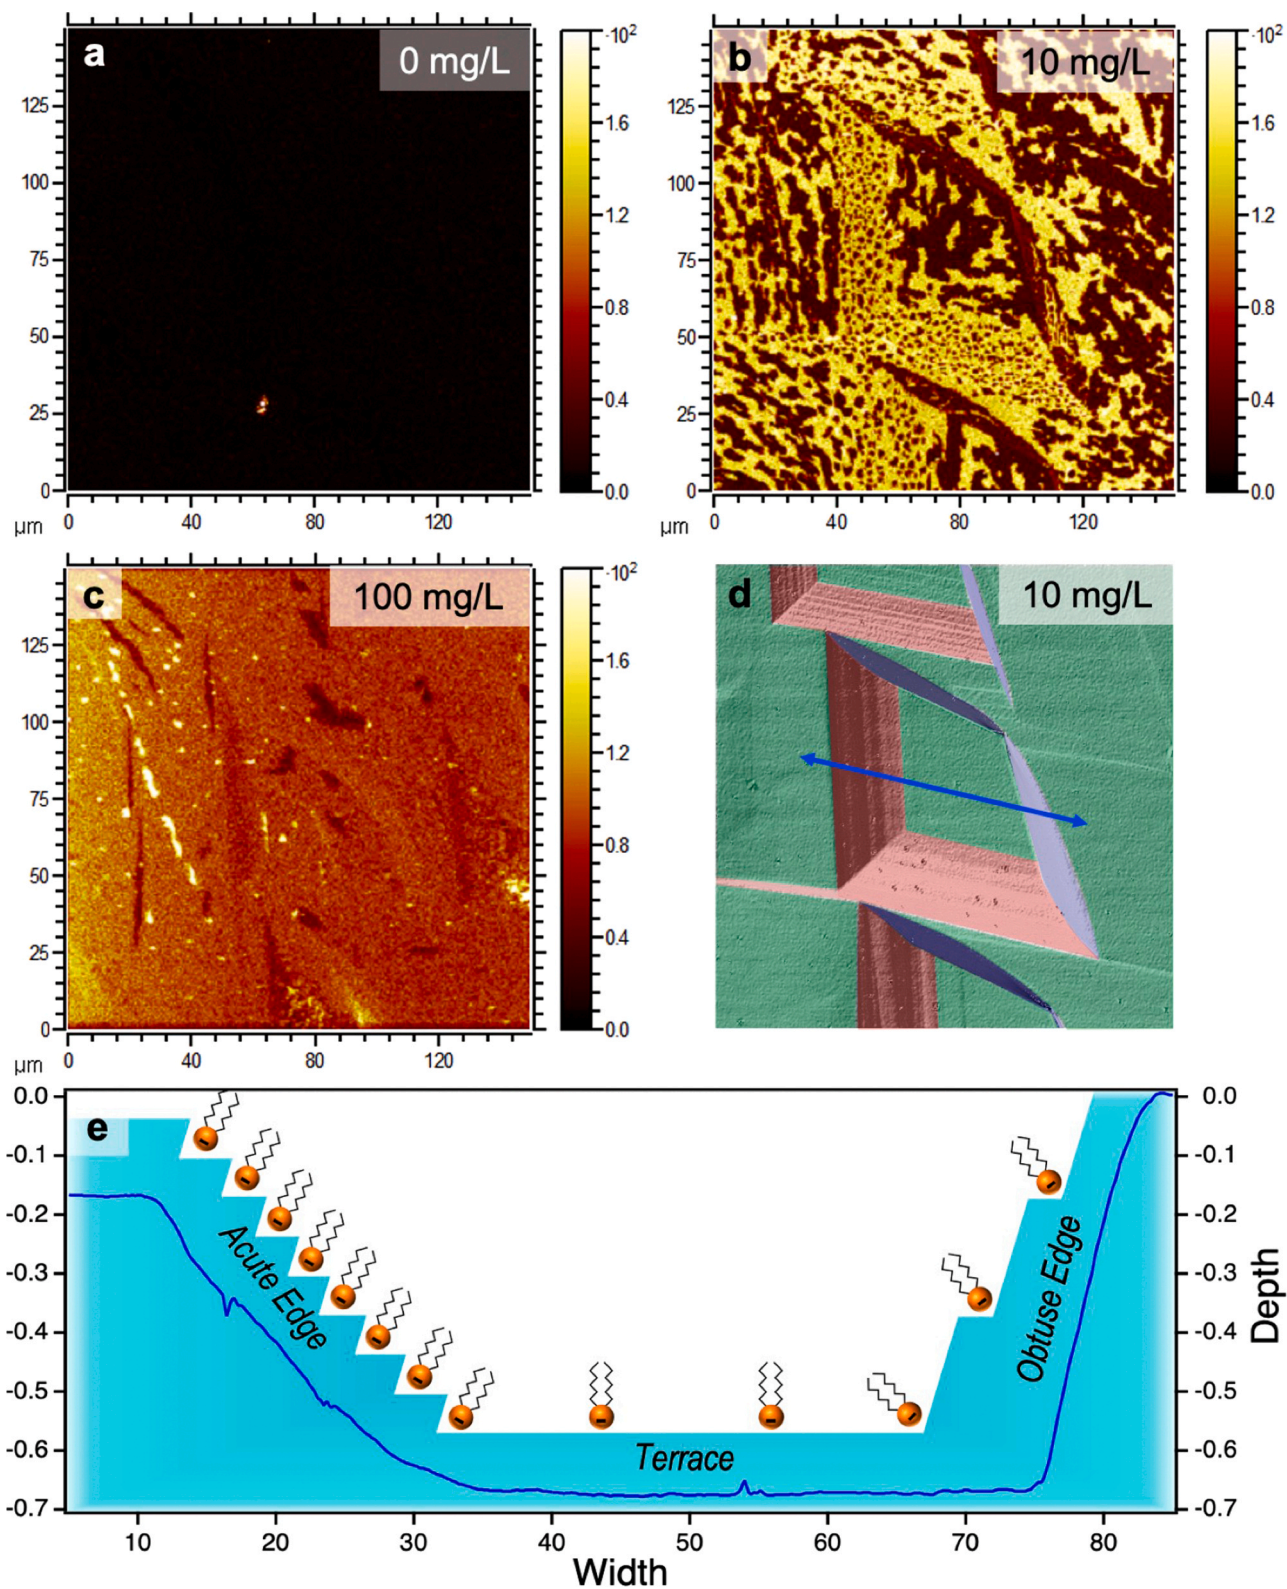 a
0 mg/L
·10²
1.6
1.2
0.8
0.4
0.0
125
100
75
50
25
0
µm
0 40 80 120
b
10 mg/L
·10²
1.6
1.2
0.8
0.4
0.0
125
100
75
50
25
0
µm
0 40 80 120
c
100 mg/L
·10²
1.6
1.2
0.8
0.4
0.0
125
100
75
50
25
0
µm
0 40 80 120
d
10 mg/L
e
0.0
-0.1
-0.2
-0.3
-0.4
-0.5
-0.6
-0.7
Acute Edge
Terrace
Obtuse Edge
0.0
-0.1
-0.2
-0.3
-0.4
-0.5
-0.6
-0.7
Depth
10 20 30 40 50 60 70 80
Width